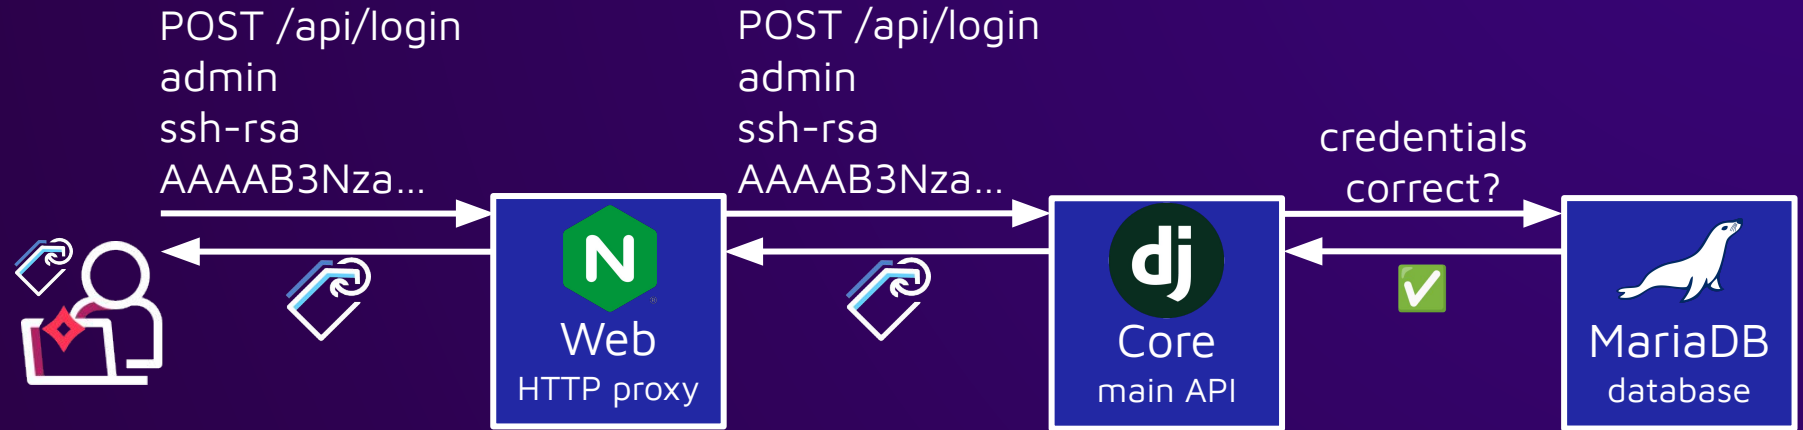 POST /api/login
admin
ssh-rsa
AAAAB3Nza...
POST /api/login
admin
ssh-rsa
AAAAB3Nza...
credentials
correct?
N
Web
HTTP proxy
dj
Core
main API
MariaDB
database